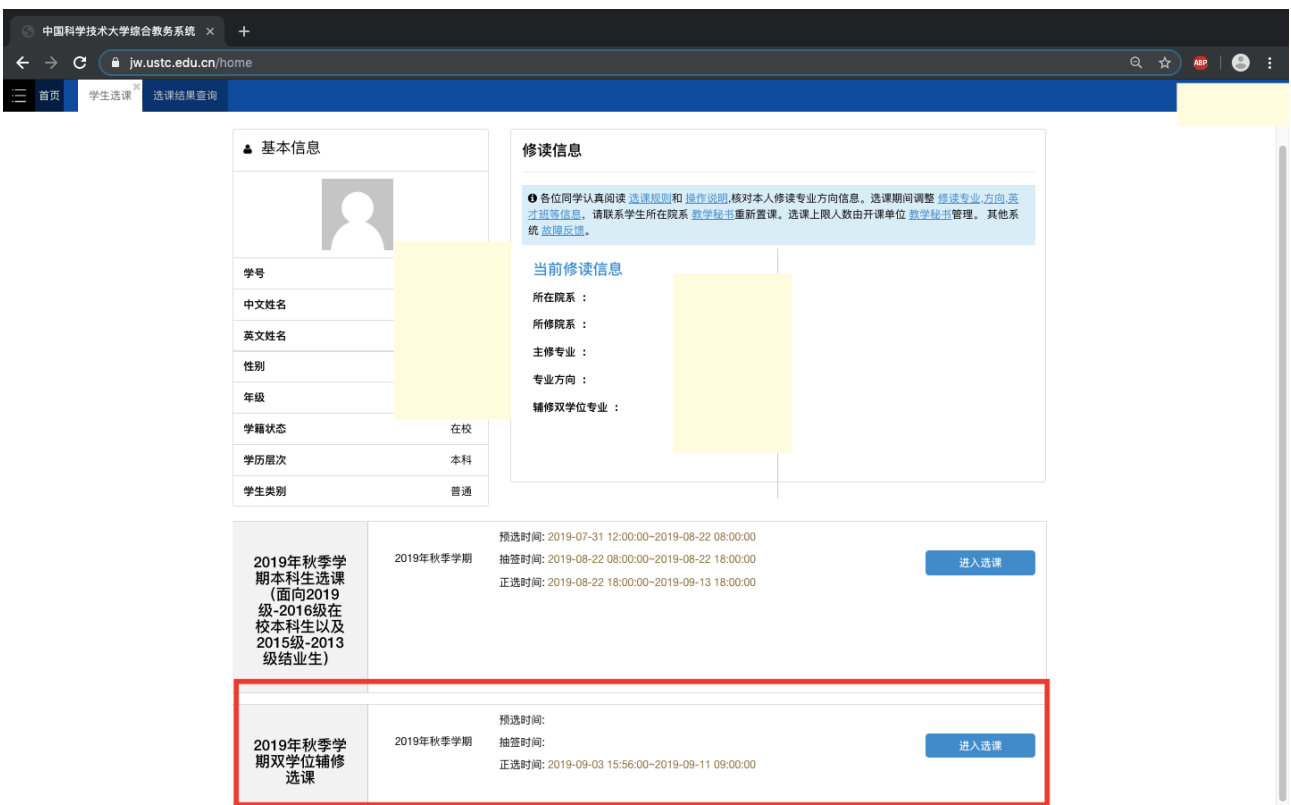 中国科学技术大学综合教务系统
jw.ustc.edu.cn/home
ABP
首页
学生选课
选课结果查询
基本信息
学号
中文姓名
英文姓名
性别
年级
学籍状态 在校
学历层次 本科
学生类别 普通
修读信息
各位同学认真阅读 选课规则和 操作说明,核对本人修读专业方向信息。选课期间调整 修读专业,方向,英
才班等信息, 请联系学生所在院系 教学秘书重新置课。选课上限人数由开课单位 教学秘书管理。 其他系
统 故障反馈。
当前修读信息
所在院系 :
所修院系 :
主修专业 :
专业方向 :
辅修双学位专业 :
2019年秋季学
期本科生选课
(面向2019
级-2016级在
校本科生以及
2015级-2013
级结业生)
2019年秋季学期
预选时间: 2019-07-31 12:00:00~2019-08-22 08:00:00
抽签时间: 2019-08-22 08:00:00~2019-08-22 18:00:00
正选时间: 2019-08-22 18:00:00~2019-09-13 18:00:00
进入选课
2019年秋季学
期双学位辅修
选课
2019年秋季学期
预选时间:
抽签时间:
正选时间: 2019-09-03 15:56:00~2019-09-11 09:00:00
进入选课